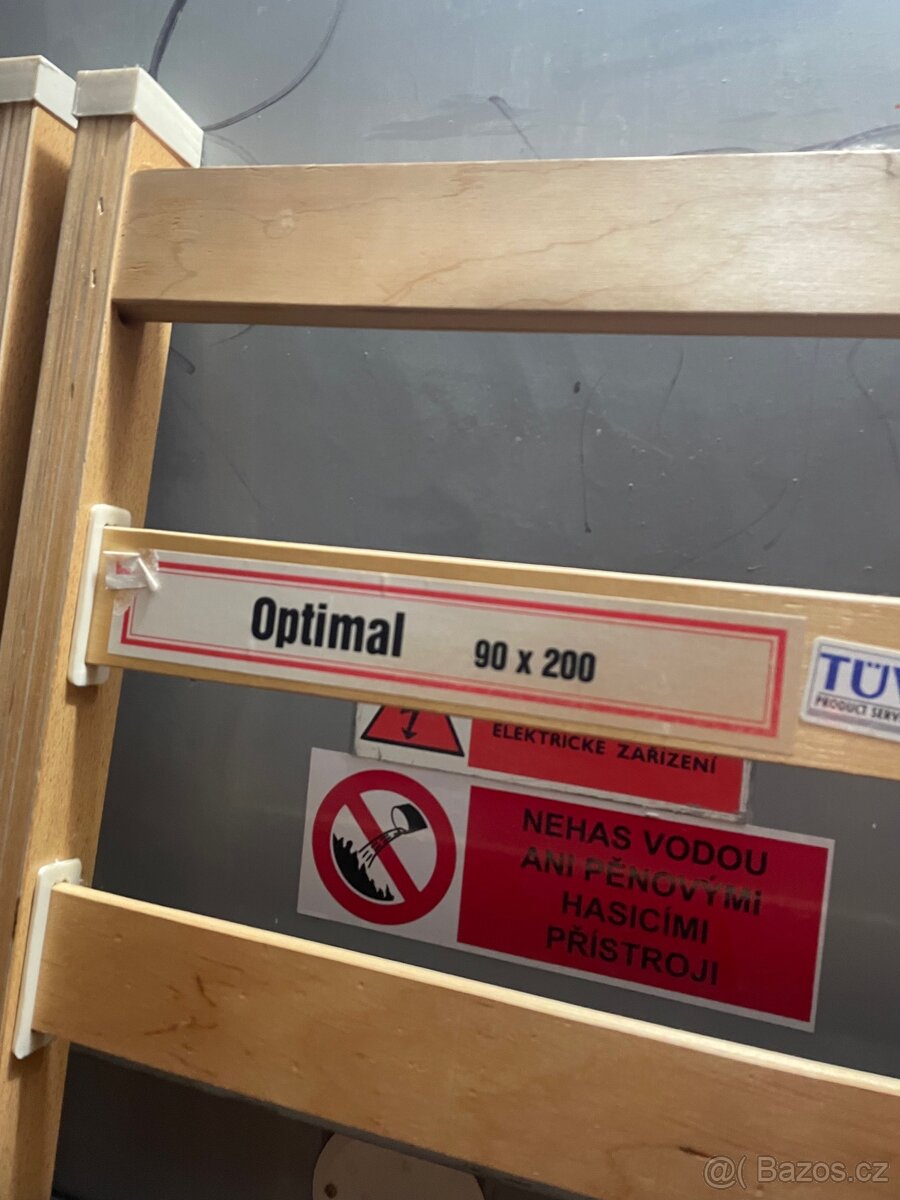 Optimal 90 x 200
TÜV
PRODUCT SERV
ELEKTRICKÉ ZAŘÍZENÍ
NEHAS VODOU
ANI PĚNOVÝMI
HASICÍMI
PŘÍSTROJI
@( Bazos.cz